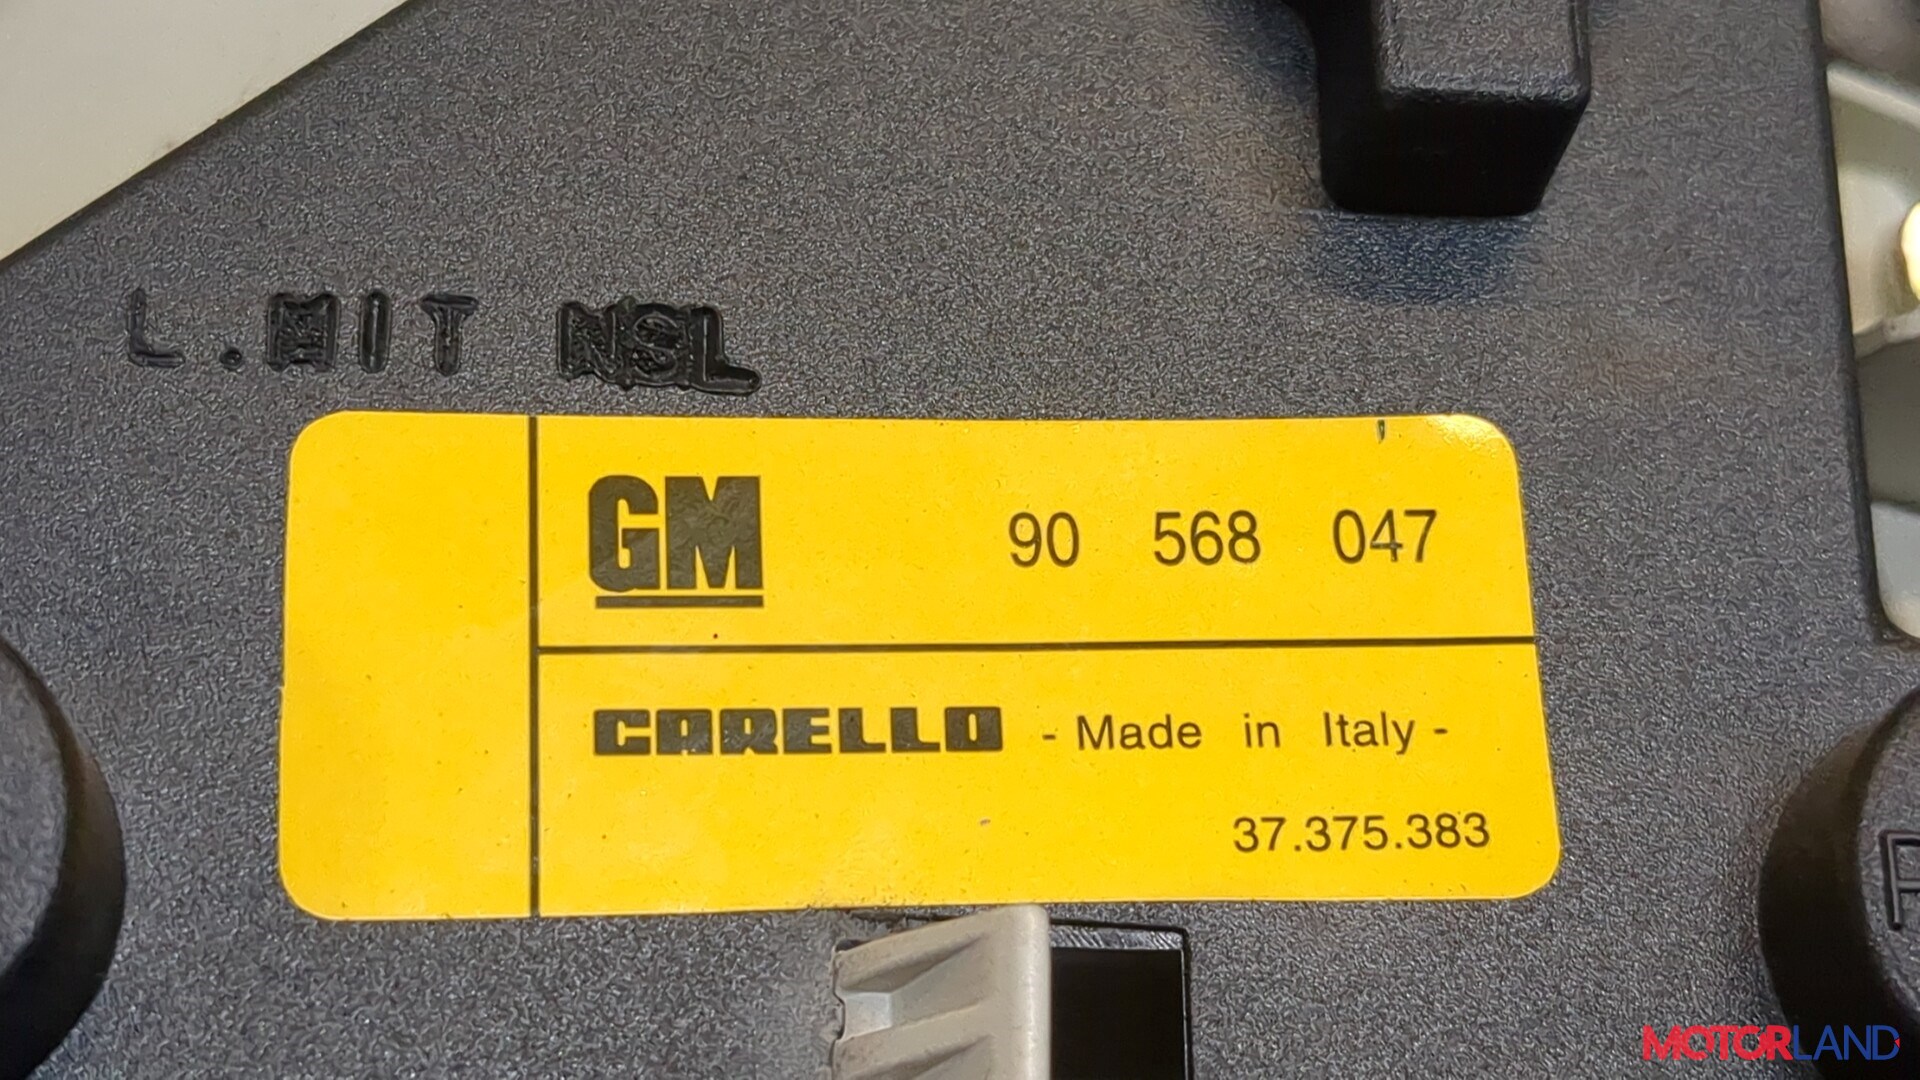 L.MIT NSL
GM 90 568 047
CARELLO - Made in Italy -
37.375.383
MOTORLAND